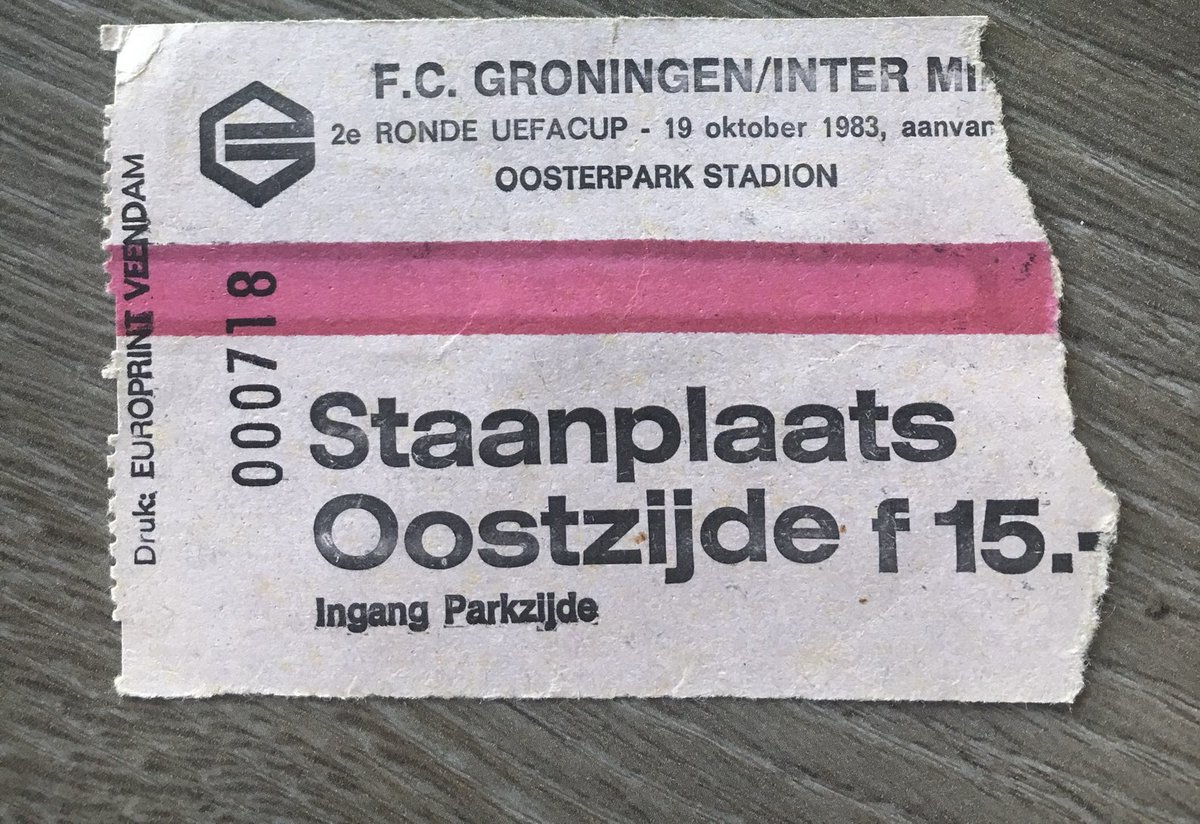 F.C. GRONINGEN/INTER MI
2e RONDE UEFACUP - 19 oktober 1983, aanvan
OOSTERPARK STADION
Druk: EUROPRINT VEENDAM
000718
Staanplaats
Oostzijde f 15.-
Ingang Parkzijde